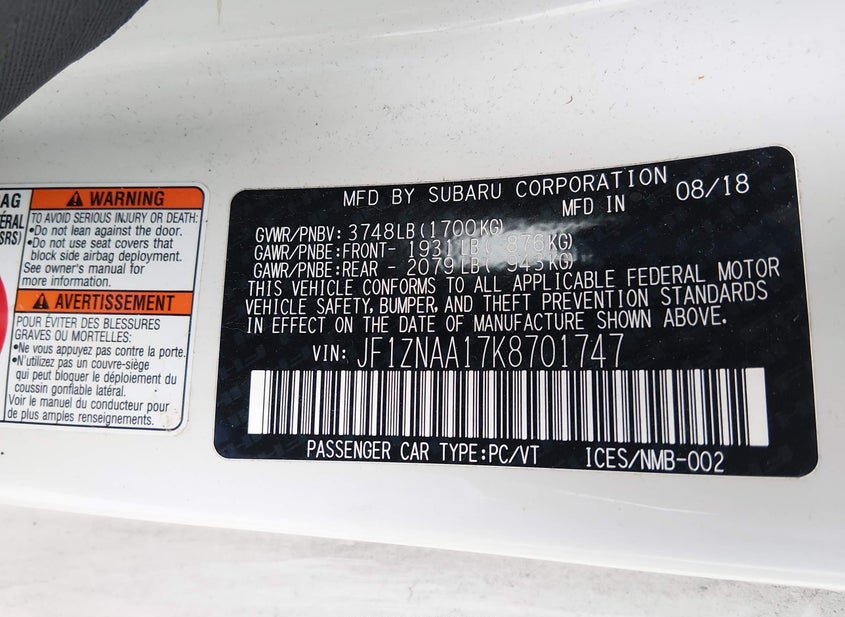 AG
ÉRAL
SRS)
WARNING
TO AVOID SERIOUS INJURY OR DEATH:
•Do not lean against the door.
•Do not use seat covers that
block side airbag deployment.
See owner's manual for
more information.
AVERTISSEMENT
POUR ÉVITER DES BLESSURES
GRAVES OU MORTELLES:
•Ne vous appuyez pas contre la porte.
•N'utilisez pas un couvre-siège
qui peut bloquer le déploiement du
coussin gonflable latéral.
Voir le manuel du conducteur pour
de plus amples renseignements.
MFD BY SUBARU CORPORATION
MFD IN 08/18
GVWR/PNBV: 3748LB(1700KG)
GAWR/PNBE:FRONT- 1931LB( 876KG)
GAWR/PNBE:REAR - 2079LB( 943KG)
THIS VEHICLE CONFORMS TO ALL APPLICABLE FEDERAL MOTOR
VEHICLE SAFETY, BUMPER, AND THEFT PREVENTION STANDARDS
IN EFFECT ON THE DATE OF MANUFACTURE SHOWN ABOVE.
VIN: JF1ZNAA17K8701747
PASSENGER CAR TYPE:PC/VT ICES/NMB-002